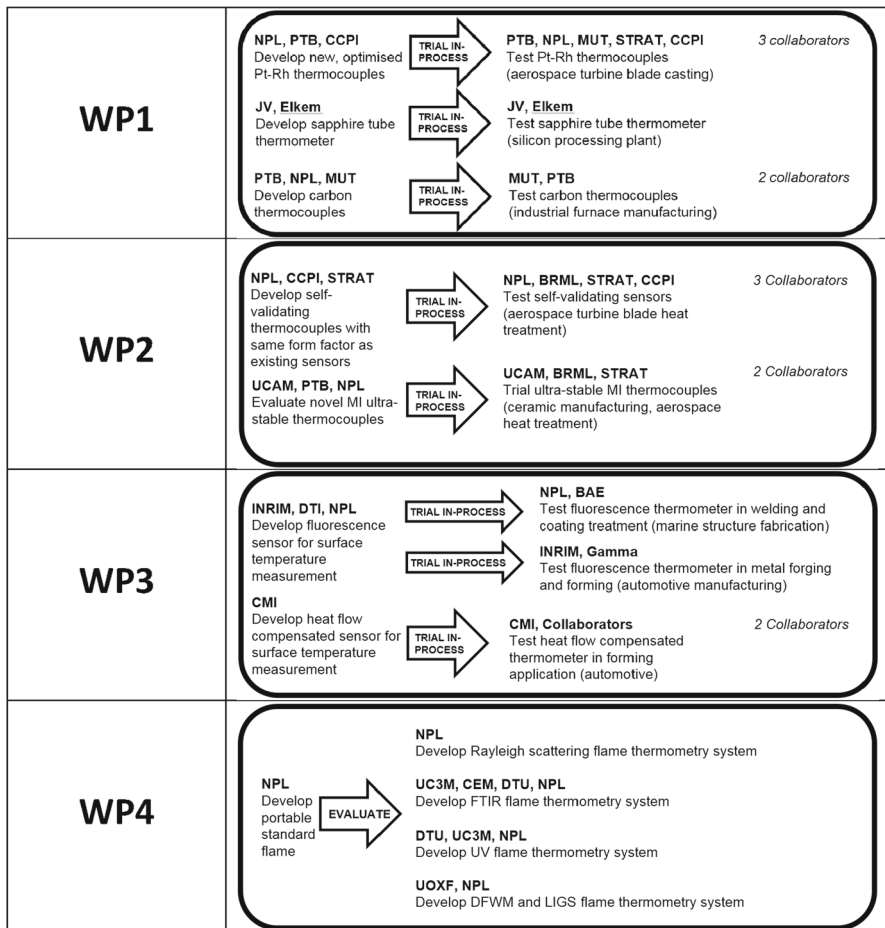 WP1
NPL, PTB, CCPI
Develop new, optimised
Pt-Rh thermocouples
TRIAL IN-
PROCESS
PTB, NPL, MUT, STRAT, CCPI
Test Pt-Rh thermocouples
(aerospace turbine blade casting)
3 collaborators
JV, Elkem
Develop sapphire tube
thermometer
TRIAL IN-
PROCESS
JV, Elkem
Test sapphire tube thermometer
(silicon processing plant)
PTB, NPL, MUT
Develop carbon
thermocouples
TRIAL IN-
PROCESS
MUT, PTB
Test carbon thermocouples
(industrial furnace manufacturing)
2 collaborators
WP2
NPL, CCPI, STRAT
Develop self-
validating
thermocouples with
same form factor as
existing sensors
TRIAL IN-
PROCESS
NPL, BRML, STRAT, CCPI
Test self-validating sensors
(aerospace turbine blade heat
treatment)
3 Collaborators
UCAM, PTB, NPL
Evaluate novel MI ultra-
stable thermocouples
TRIAL IN-
PROCESS
UCAM, BRML, STRAT
Trial ultra-stable MI thermocouples
(ceramic manufacturing, aerospace
heat treatment)
2 Collaborators
WP3
INRIM, DTI, NPL
Develop fluorescence
sensor for surface
temperature
measurement
TRIAL IN-PROCESS
NPL, BAE
Test fluorescence thermometer in welding and
coating treatment (marine structure fabrication)
TRIAL IN-PROCESS
INRIM, Gamma
Test fluorescence thermometer in metal forging
and forming (automotive manufacturing)
CMI
Develop heat flow
compensated sensor for
surface temperature
measurement
TRIAL IN-
PROCESS
CMI, Collaborators
Test heat flow compensated
thermometer in forming
application (automotive)
2 Collaborators
WP4
NPL
Develop
portable
standard
flame
EVALUATE
NPL
Develop Rayleigh scattering flame thermometry system
UC3M, CEM, DTU, NPL
Develop FTIR flame thermometry system
DTU, UC3M, NPL
Develop UV flame thermometry system
UOXF, NPL
Develop DFWM and LIGS flame thermometry system